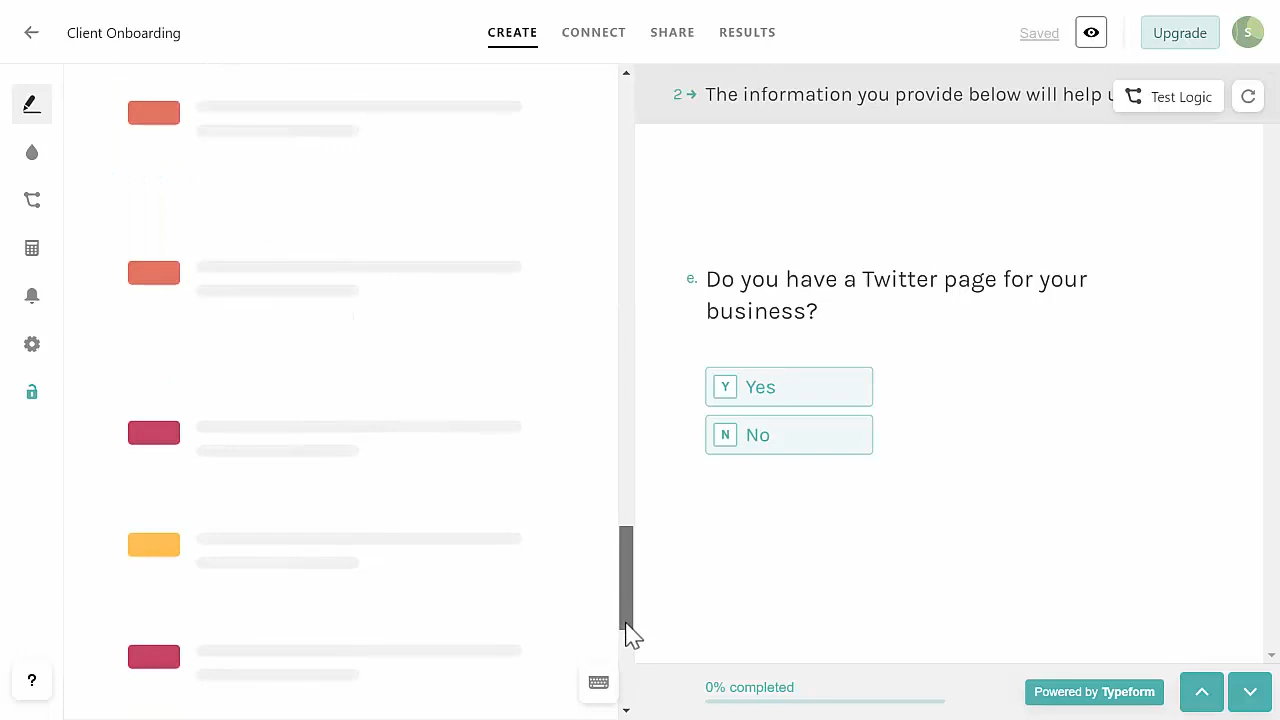 Client Onboarding
CREATE CONNECT SHARE RESULTS
Saved
Upgrade
S
2 The information you provide below will help
Test Logic
e. Do you have a Twitter page for your
business?
Y Yes
N No
?
0% completed
Powered by Typeform